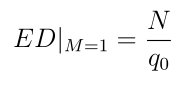 $ED|_{M=1} = \frac{N}{q_0}$